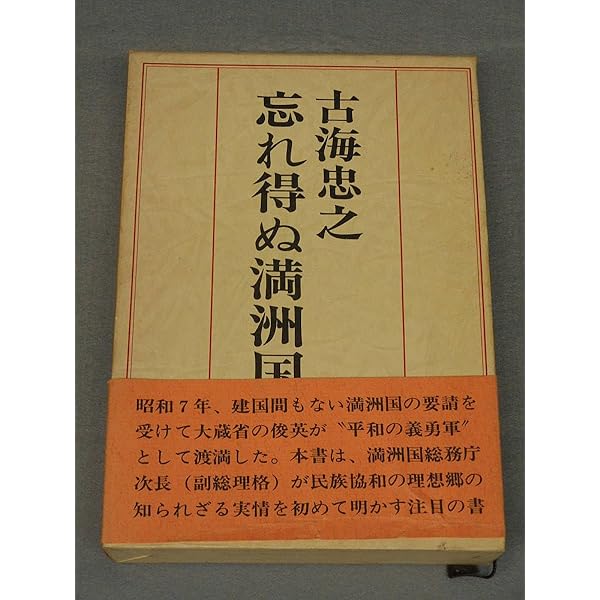 古海忠之
忘れ得ぬ満洲国
昭和7年、建国間もない満洲国の要請を
受けて大蔵省の俊英が〝平和の義勇軍〟
として渡満した。本書は、満洲国総務庁
次長（副総理格）が民族協和の理想郷の
知られざる実情を初めて明かす注目の書